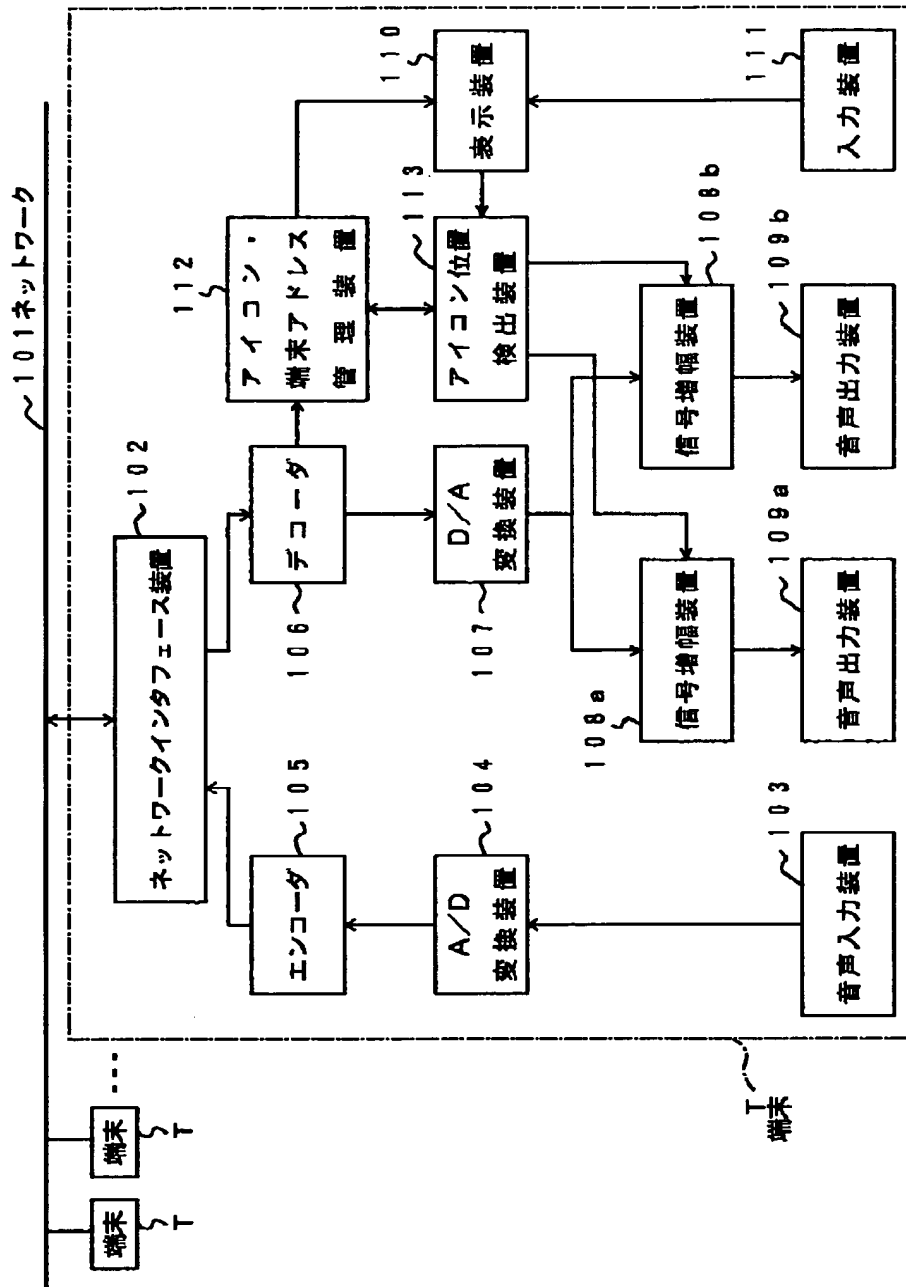 101ネットワーク
端末
T
端末
T
102
ネットワークインタフェース装置
105
エンコーダ
106
デコーダ
112
アイコン・
端末アドレス
管理装置
104
A/D
変換装置
107
D/A
変換装置
113
アイコン位置
検出装置
110
表示装置
108a
信号増幅装置
108b
信号増幅装置
103
音声入力装置
109a
音声出力装置
109b
音声出力装置
111
入力装置
T
端末